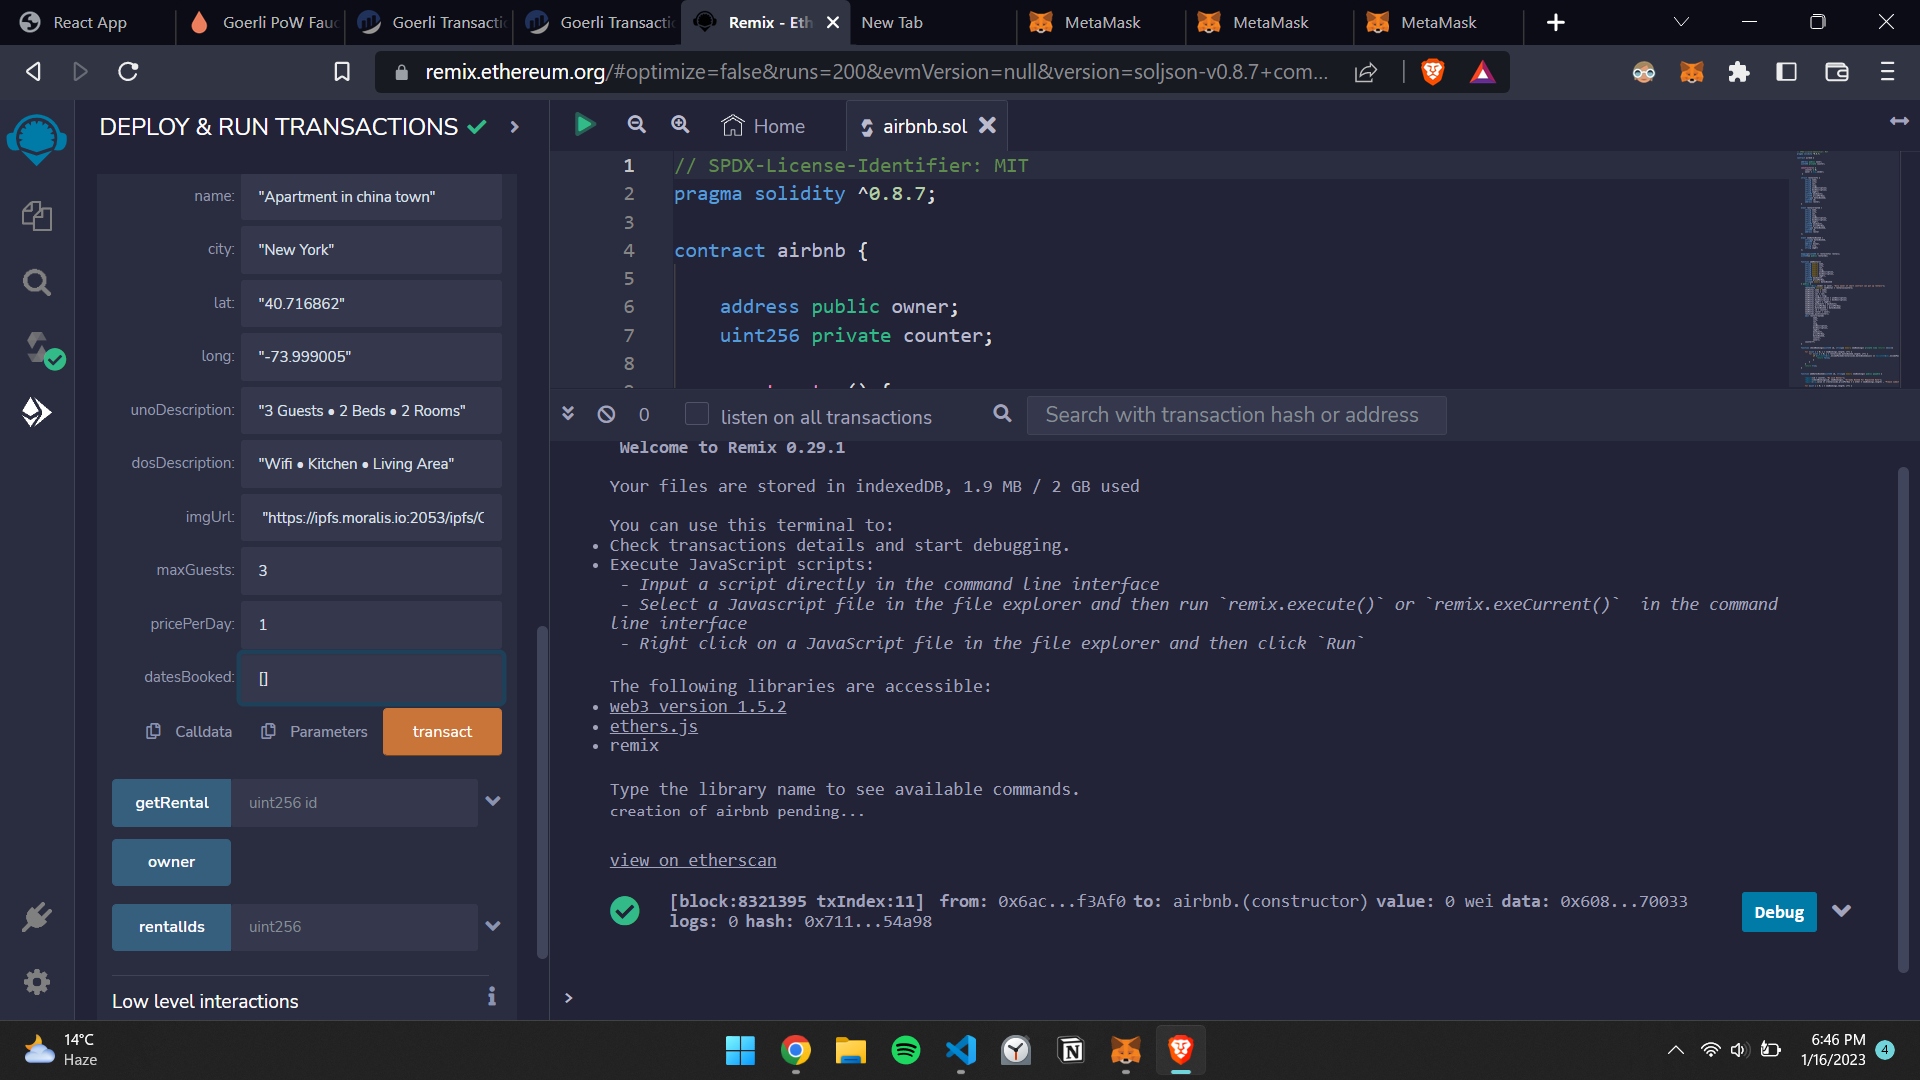 React App
Goerli PoW Fau
Goerli Transacti
Goerli Transacti
Remix - Eth
New Tab
MetaMask
MetaMask
MetaMask
remix.ethereum.org/#optimize=false&runs=200&evmVersion=null&version=soljson-v0.8.7+com...
DEPLOY & RUN TRANSACTIONS
name: "Apartment in china town"
city: "New York"
lat: "40.716862"
long: "-73.999005"
unoDescription: "3 Guests • 2 Beds • 2 Rooms"
dosDescription: "Wifi • Kitchen • Living Area"
imgUrl: "https://ipfs.moralis.io:2053/ipfs/
maxGuests: 3
pricePerDay: 1
datesBooked: []
Calldata
Parameters
transact
getRental
uint256 id
owner
rentalIds
uint256
Low level interactions
i
Home
airbnb.sol
1 // SPDX-License-Identifier: MIT
2 pragma solidity ^0.8.7;
3
4 contract airbnb {
5
6 address public owner;
7 uint256 private counter;
8
0
listen on all transactions
Search with transaction hash or address
Welcome to Remix 0.29.1
Your files are stored in indexedDB, 1.9 MB / 2 GB used
You can use this terminal to:
• Check transactions details and start debugging.
• Execute JavaScript scripts:
- Input a script directly in the command line interface
- Select a Javascript file in the file explorer and then run `remix.execute()` or `remix.exeCurrent()` in the command
line interface
- Right click on a JavaScript file in the file explorer and then click `Run`
The following libraries are accessible:
• web3 version 1.5.2
• ethers.js
• remix
Type the library name to see available commands.
creation of airbnb pending...
view on etherscan
[block:8321395 txIndex:11] from: 0x6ac...f3Af0 to: airbnb.(constructor) value: 0 wei data: 0x608...70033
logs: 0 hash: 0x711...54a98
Debug
>
14°C
Haze
6:46 PM
1/16/2023
4